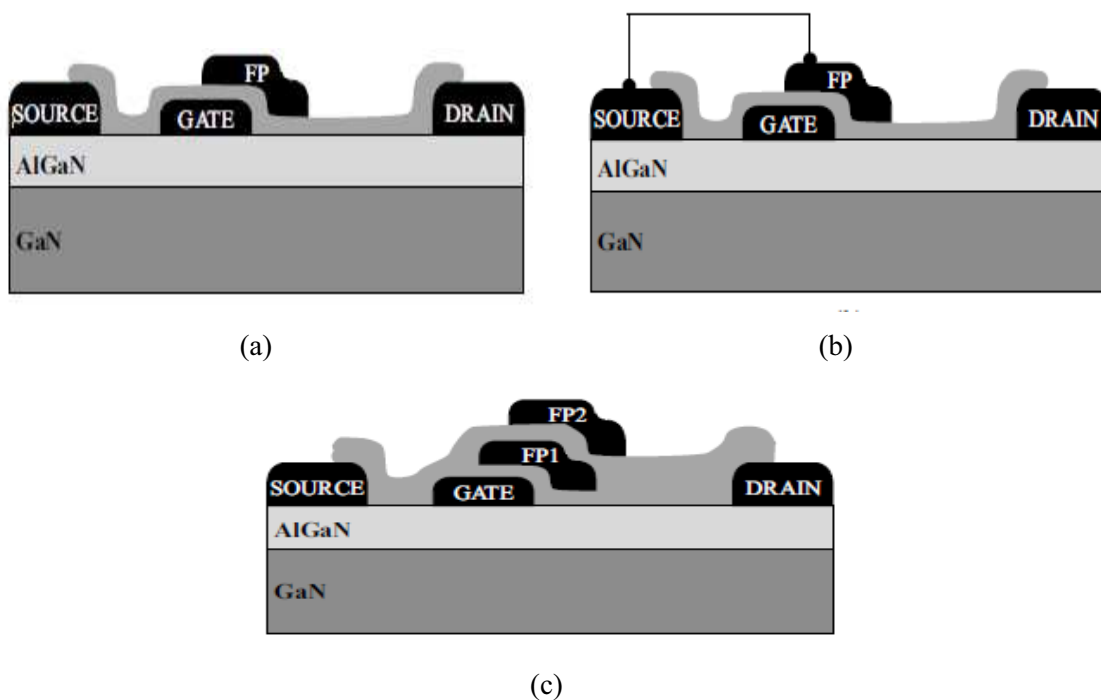 FP
SOURCE
GATE
DRAIN
AlGaN
GaN
(a)
FP
SOURCE
GATE
DRAIN
AlGaN
GaN
(b)
FP2
FP1
SOURCE
GATE
DRAIN
AlGaN
GaN
(c)